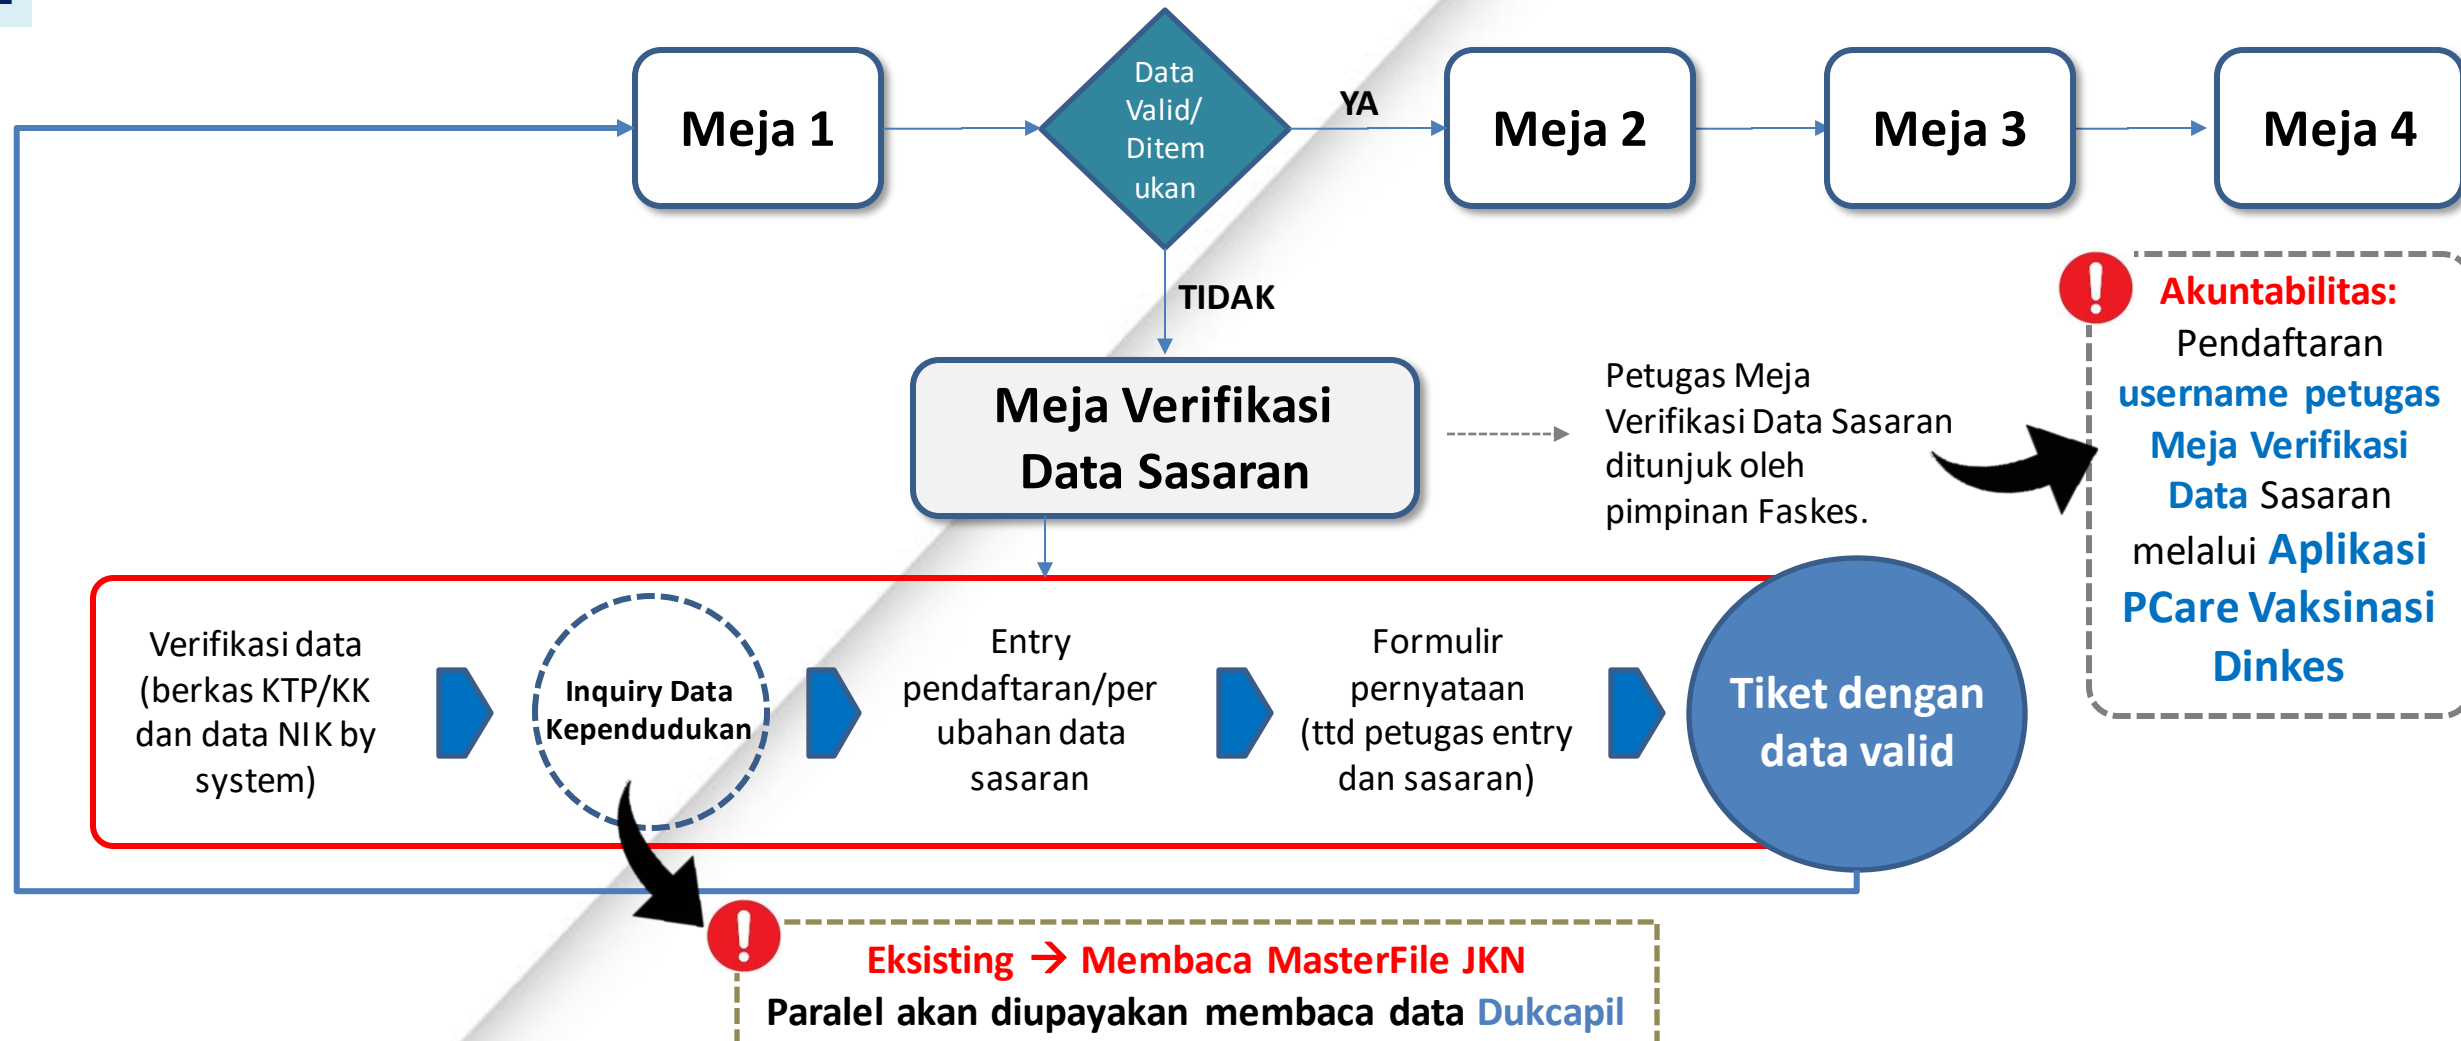 Meja 1
Data
Valid/
Ditem
ukan
YA
Meja 2
Meja 3
Meja 4
TIDAK
Meja Verifikasi
Data Sasaran
Petugas Meja
Verifikasi Data Sasaran
ditunjuk oleh
pimpinan Faskes.
Akuntabilitas:
Pendaftaran
username petugas
Meja Verifikasi
Data Sasaran
melalui Aplikasi
PCare Vaksinasi
Dinkes
Verifikasi data
(berkas KTP/KK
dan data NIK by
system)
Inquiry Data
Kependudukan
Entry
pendaftaran/per
ubahan data
sasaran
Formulir
pernyataan
(ttd petugas entry
dan sasaran)
Tiket dengan
data valid
Eksisting → Membaca MasterFile JKN
Paralel akan diupayakan membaca data Dukcapil